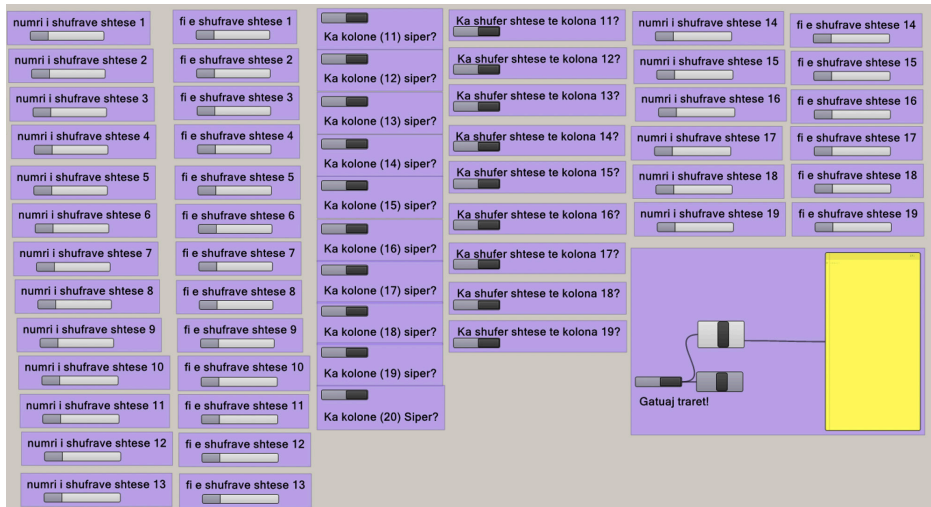 numri i shufrave shtese 1
numri i shufrave shtese 2
numri i shufrave shtese 3
numri i shufrave shtese 4
numri i shufrave shtese 5
numri i shufrave shtese 6
numri i shufrave shtese 7
numri i shufrave shtese 8
numri i shufrave shtese 9
numri i shufrave shtese 10
numri i shufrave shtese 11
numri i shufrave shtese 12
numri i shufrave shtese 13
fi e shufrave shtese 1
fi e shufrave shtese 2
fi e shufrave shtese 3
fi e shufrave shtese 4
fi e shufrave shtese 5
fi e shufrave shtese 6
fi e shufrave shtese 7
fi e shufrave shtese 8
fi e shufrave shtese 9
fi e shufrave shtese 10
fi e shufrave shtese 11
fi e shufrave shtese 12
fi e shufrave shtese 13
Ka kolone (11) siper?
Ka kolone (12) siper?
Ka kolone (13) siper?
Ka kolone (14) siper?
Ka kolone (15) siper?
Ka kolone (16) siper?
Ka kolone (17) siper?
Ka kolone (18) siper?
Ka kolone (19) siper?
Ka kolone (20) Siper?
Ka shufer shtese te kolona 11?
Ka shufer shtese te kolona 12?
Ka shufer shtese te kolona 13?
Ka shufer shtese te kolona 14?
Ka shufer shtese te kolona 15?
Ka shufer shtese te kolona 16?
Ka shufer shtese te kolona 17?
Ka shufer shtese te kolona 18?
Ka shufer shtese te kolona 19?
numri i shufrave shtese 14
numri i shufrave shtese 15
numri i shufrave shtese 16
numri i shufrave shtese 17
numri i shufrave shtese 18
numri i shufrave shtese 19
fi e shufrave shtese 14
fi e shufrave shtese 15
fi e shufrave shtese 16
fi e shufrave shtese 17
fi e shufrave shtese 18
fi e shufrave shtese 19
Gatuaj traret!